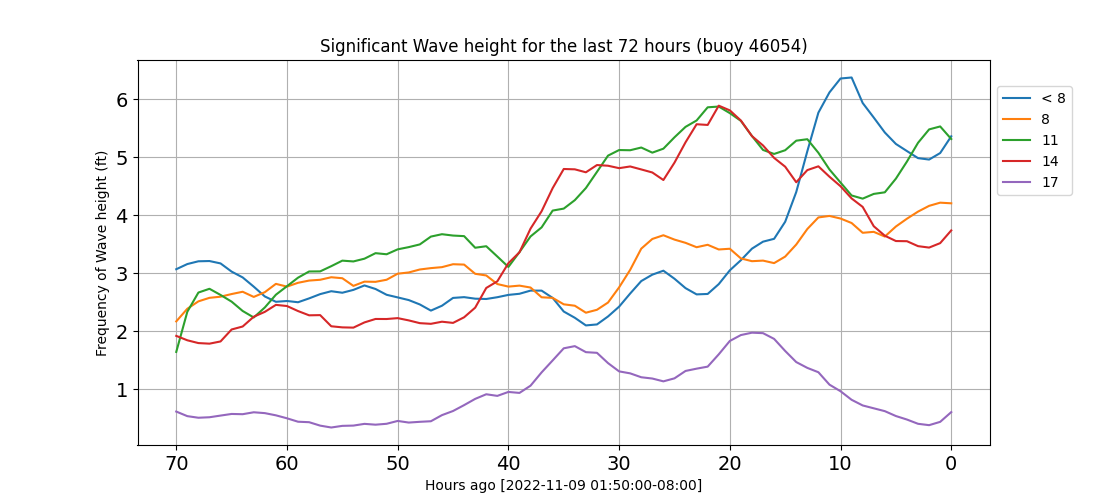 Significant Wave height for the last 72 hours (buoy 46054)
Frequency of Wave height (ft)
6
5
4
3
2
1
70 60 50 40 30 20 10 0
Hours ago [2022-11-09 01:50:00-08:00]
< 8
8
11
14
17